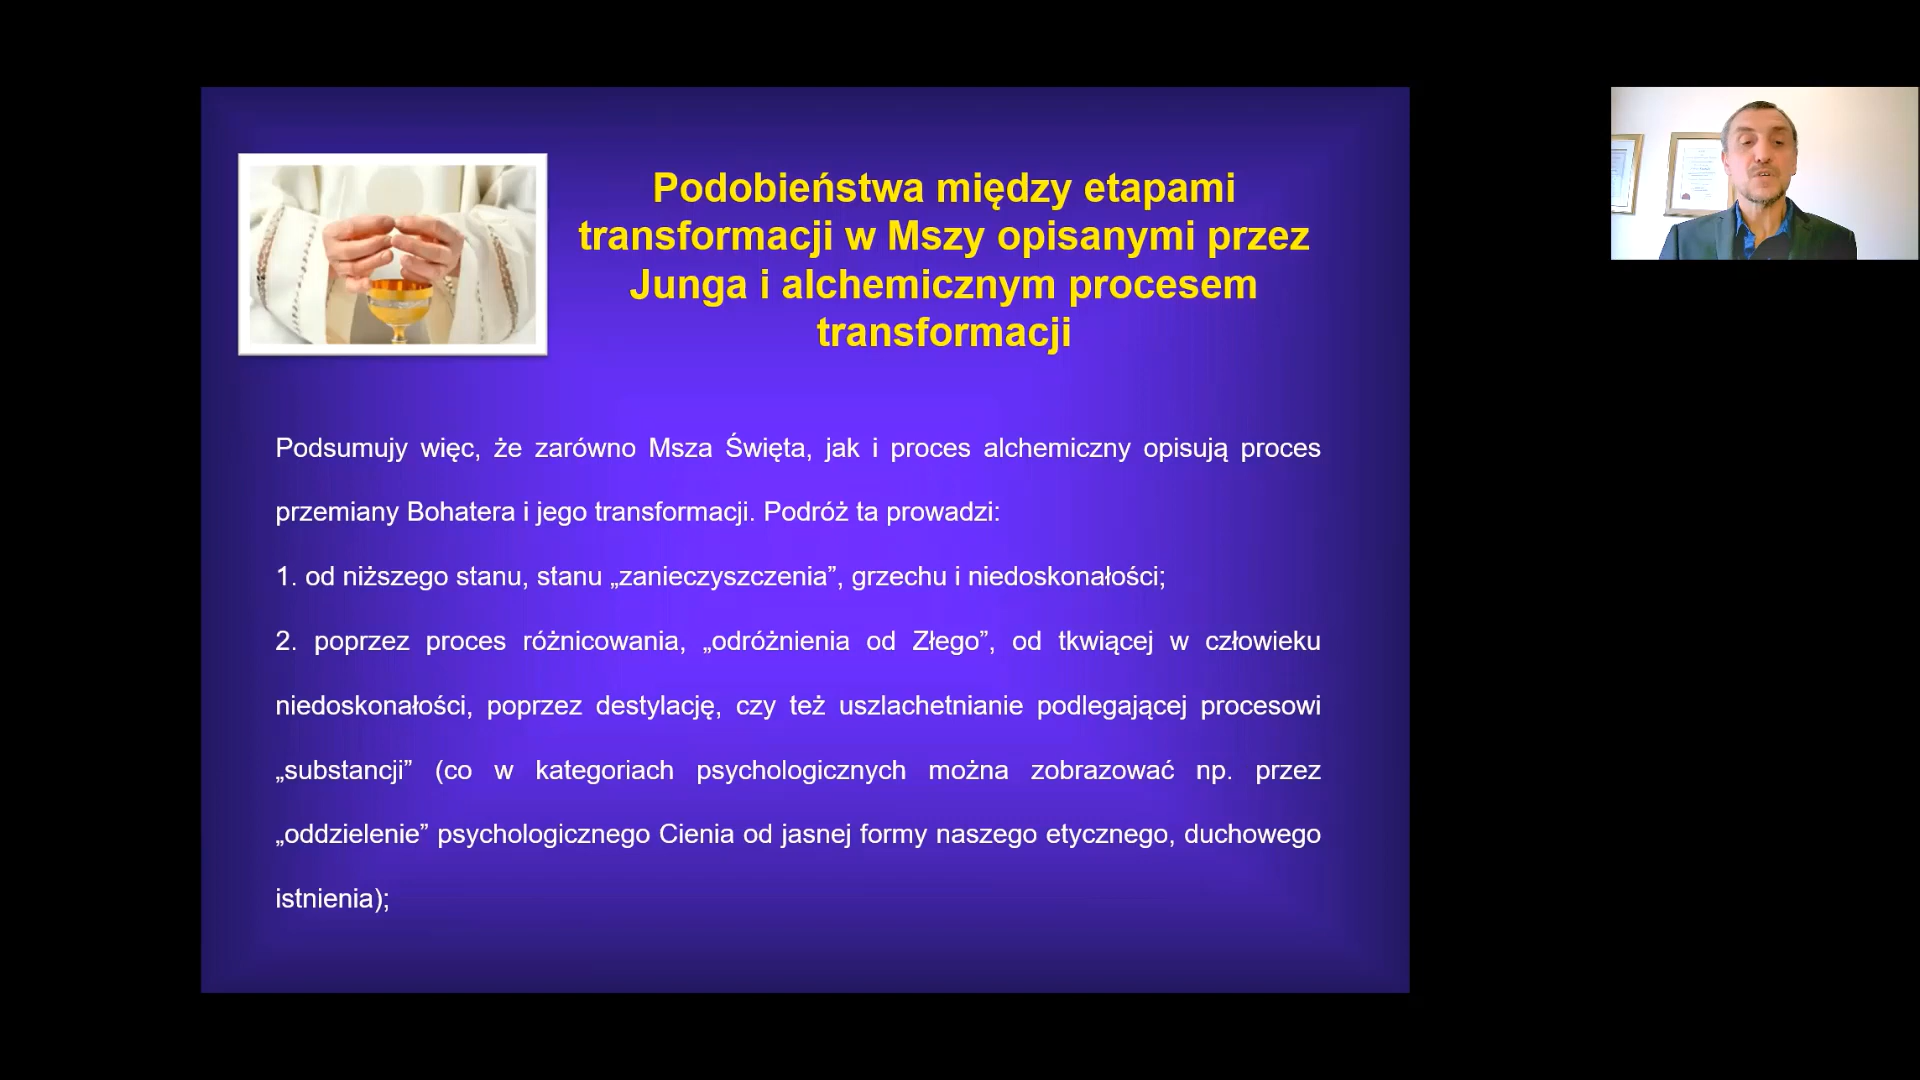 Podobieństwa między etapami
transformacji w Mszy opisanymi przez
Junga i alchemicznym procesem
transformacji
Podsumujy więc, że zarówno Msza Święta, jak i proces alchemiczny opisują proces
przemiany Bohatera i jego transformacji. Podróż ta prowadzi:
1. od niższego stanu, stanu „zanieczyszczenia”, grzechu i niedoskonałości;
2. poprzez proces różnicowania, „odróżnienia od Złego”, od tkwiącej w człowieku
niedoskonałości, poprzez destylację, czy też uszlachetnianie podlegającej procesowi
„substancji” (co w kategoriach psychologicznych można zobrazować np. przez
„oddzielenie” psychologicznego Cienia od jasnej formy naszego etycznego, duchowego
istnienia);